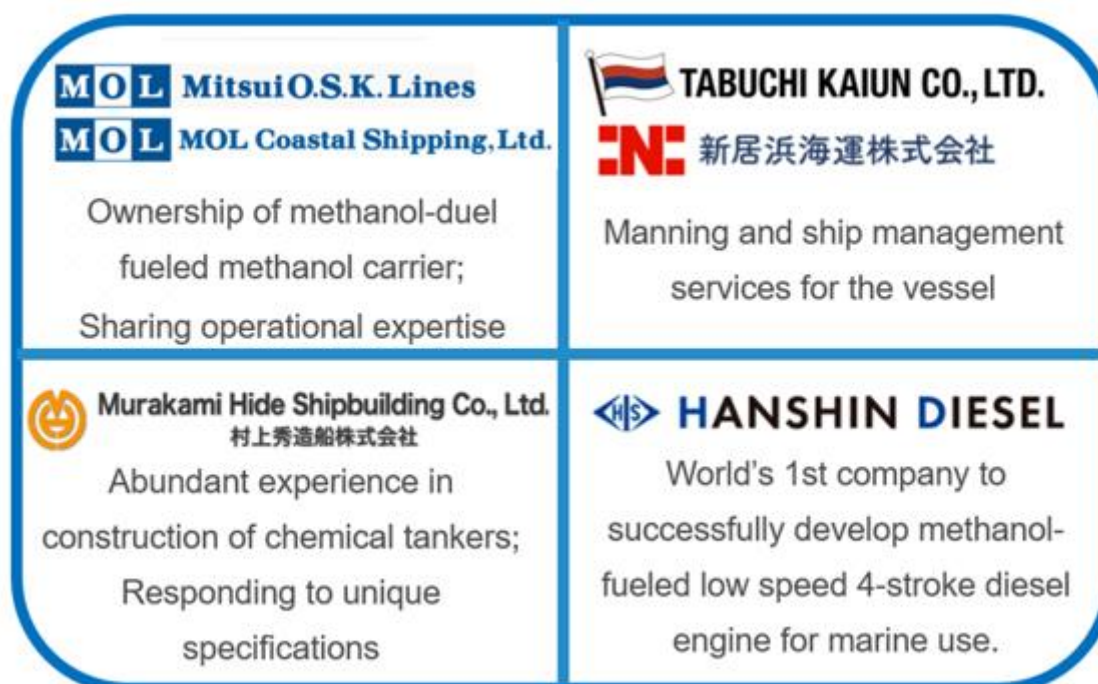 MOL Mitsui O.S.K. Lines
MOL MOL Coastal Shipping, Ltd.
Ownership of methanol-duel
fueled methanol carrier;
Sharing operational expertise
TABUCHI KAIUN CO., LTD.
N 新居浜海運株式会社
Manning and ship management
services for the vessel
Murakami Hide Shipbuilding Co., Ltd.
村上秀造船株式会社
Abundant experience in
construction of chemical tankers;
Responding to unique
specifications
HS HANSHIN DIESEL
World's 1st company to
successfully develop methanol-
fueled low speed 4-stroke diesel
engine for marine use.